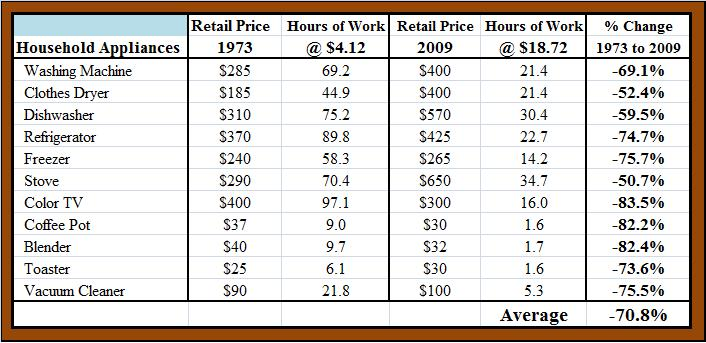 Retail Price Hours of Work Retail Price Hours of Work % Change
Household Appliances 1973 @ $4.12 2009 @ $18.72 1973 to 2009
Washing Machine $285 69.2 $400 21.4 -69.1%
Clothes Dryer $185 44.9 $400 21.4 -52.4%
Dishwasher $310 75.2 $570 30.4 -59.5%
Refrigerator $370 89.8 $425 22.7 -74.7%
Freezer $240 58.3 $265 14.2 -75.7%
Stove $290 70.4 $650 34.7 -50.7%
Color TV $400 97.1 $300 16.0 -83.5%
Coffee Pot $37 9.0 $30 1.6 -82.2%
Blender $40 9.7 $32 1.7 -82.4%
Toaster $25 6.1 $30 1.6 -73.6%
Vacuum Cleaner $90 21.8 $100 5.3 -75.5%
Average -70.8%